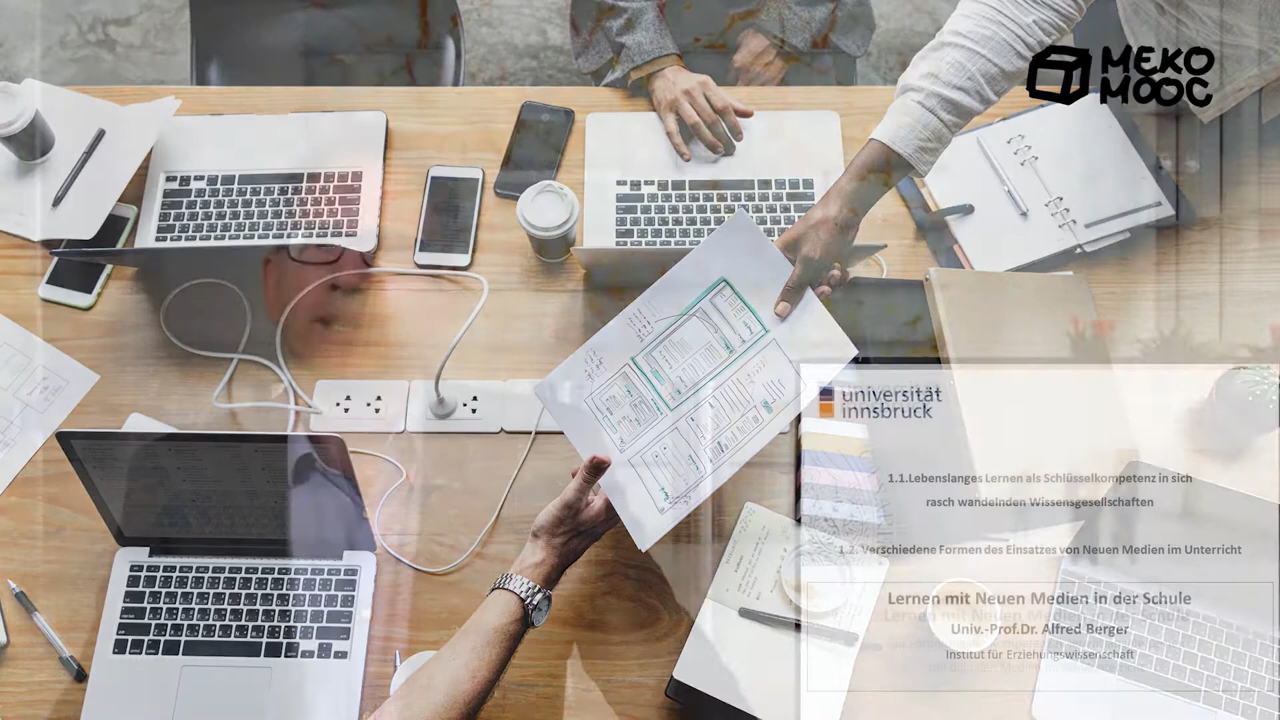 MEKO
MOOC
universität
innsbruck
1.1.Lebenslanges Lernen als Schlüsselkompetenz in sich
rasch wandelnden Wissensgesellschaften
1.2. Verschiedene Formen des Einsatzes von Neuen Medien im Unterricht
Lernen mit Neuen Medien in der Schule
Univ.-Prof.Dr. Alfred Berger
Institut für Erziehungswissenschaft